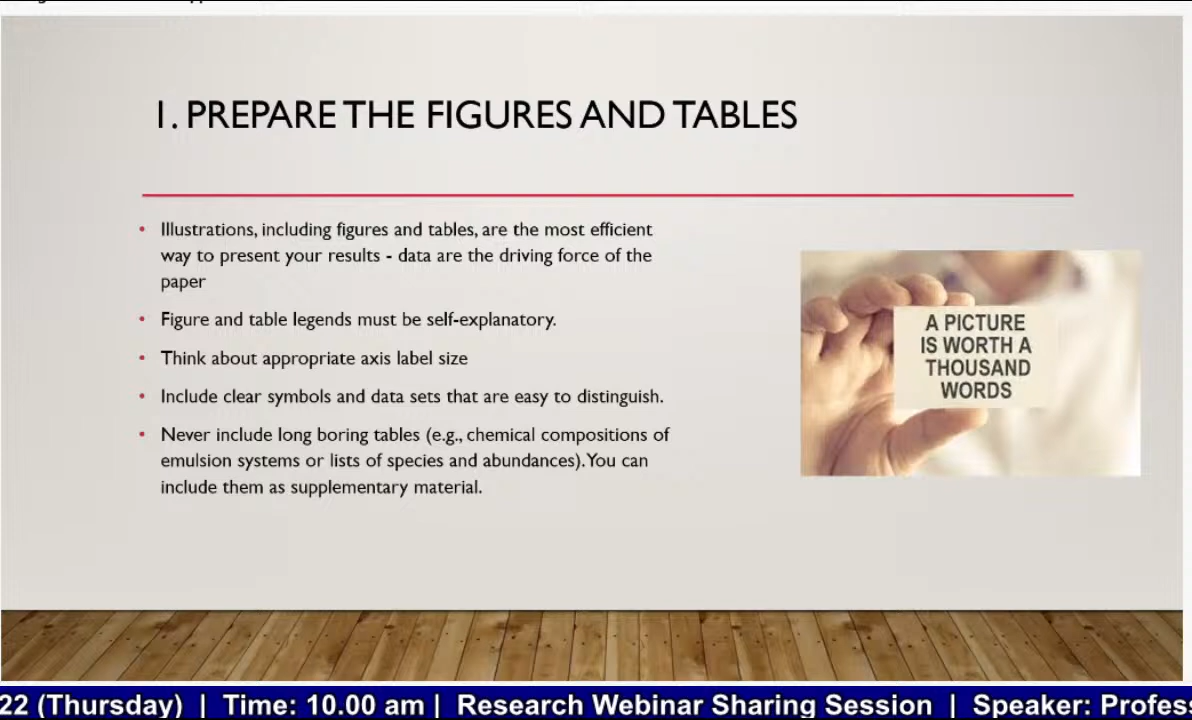 1. PREPARE THE FIGURES AND TABLES
• Illustrations, including figures and tables, are the most efficient
way to present your results - data are the driving force of the
paper
• Figure and table legends must be self-explanatory.
• Think about appropriate axis label size
• Include clear symbols and data sets that are easy to distinguish.
• Never include long boring tables (e.g., chemical compositions of
emulsion systems or lists of species and abundances). You can
include them as supplementary material.
A PICTURE
IS WORTH A
THOUSAND
WORDS
22 (Thursday) | Time: 10.00 am | Research Webinar Sharing Session | Speaker: Profess